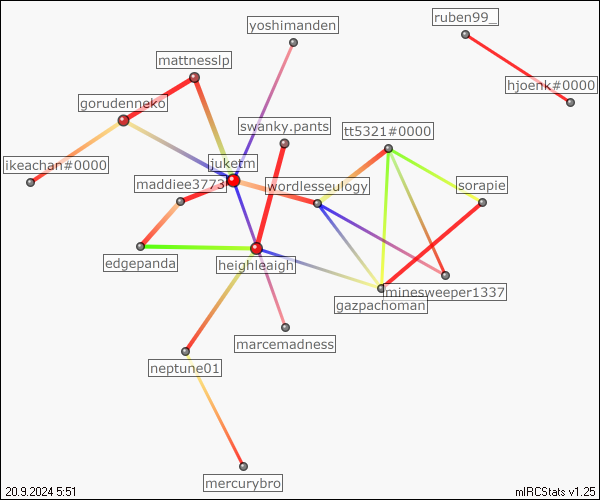 ruben99_
yoshimanden
mattnesslp
hjoenk#0000
gorudenneko
swanky.pants
tt5321#0000
ikeachan#0000
juketm
maddiee3773
wordlesseulogy
sorapie
edgepanda
heighleaigh
minesweeper1337
gazpachoman
marcemadness
neptune01
mercurybro
20.9.2024 5:51
mIRCStats v1.25